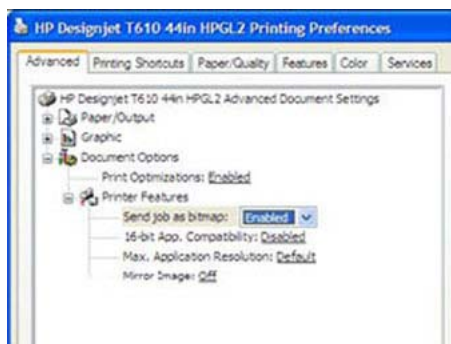 HP Designjet T610 44in HPGL2 Printing Preferences
Advanced Printing Shortcuts Paper/Quality Features Color Services
HP Designjet T610 44in HPGL2 Advanced Document Settings
Paper/Output
Graphic
Document Options
Print Optimizations: Enabled
Printer Features
Send job as bitmap: Enabled
16-bit App. Compatibility: Disabled
Max. Application Resolution: Default
Mirror Image: Off